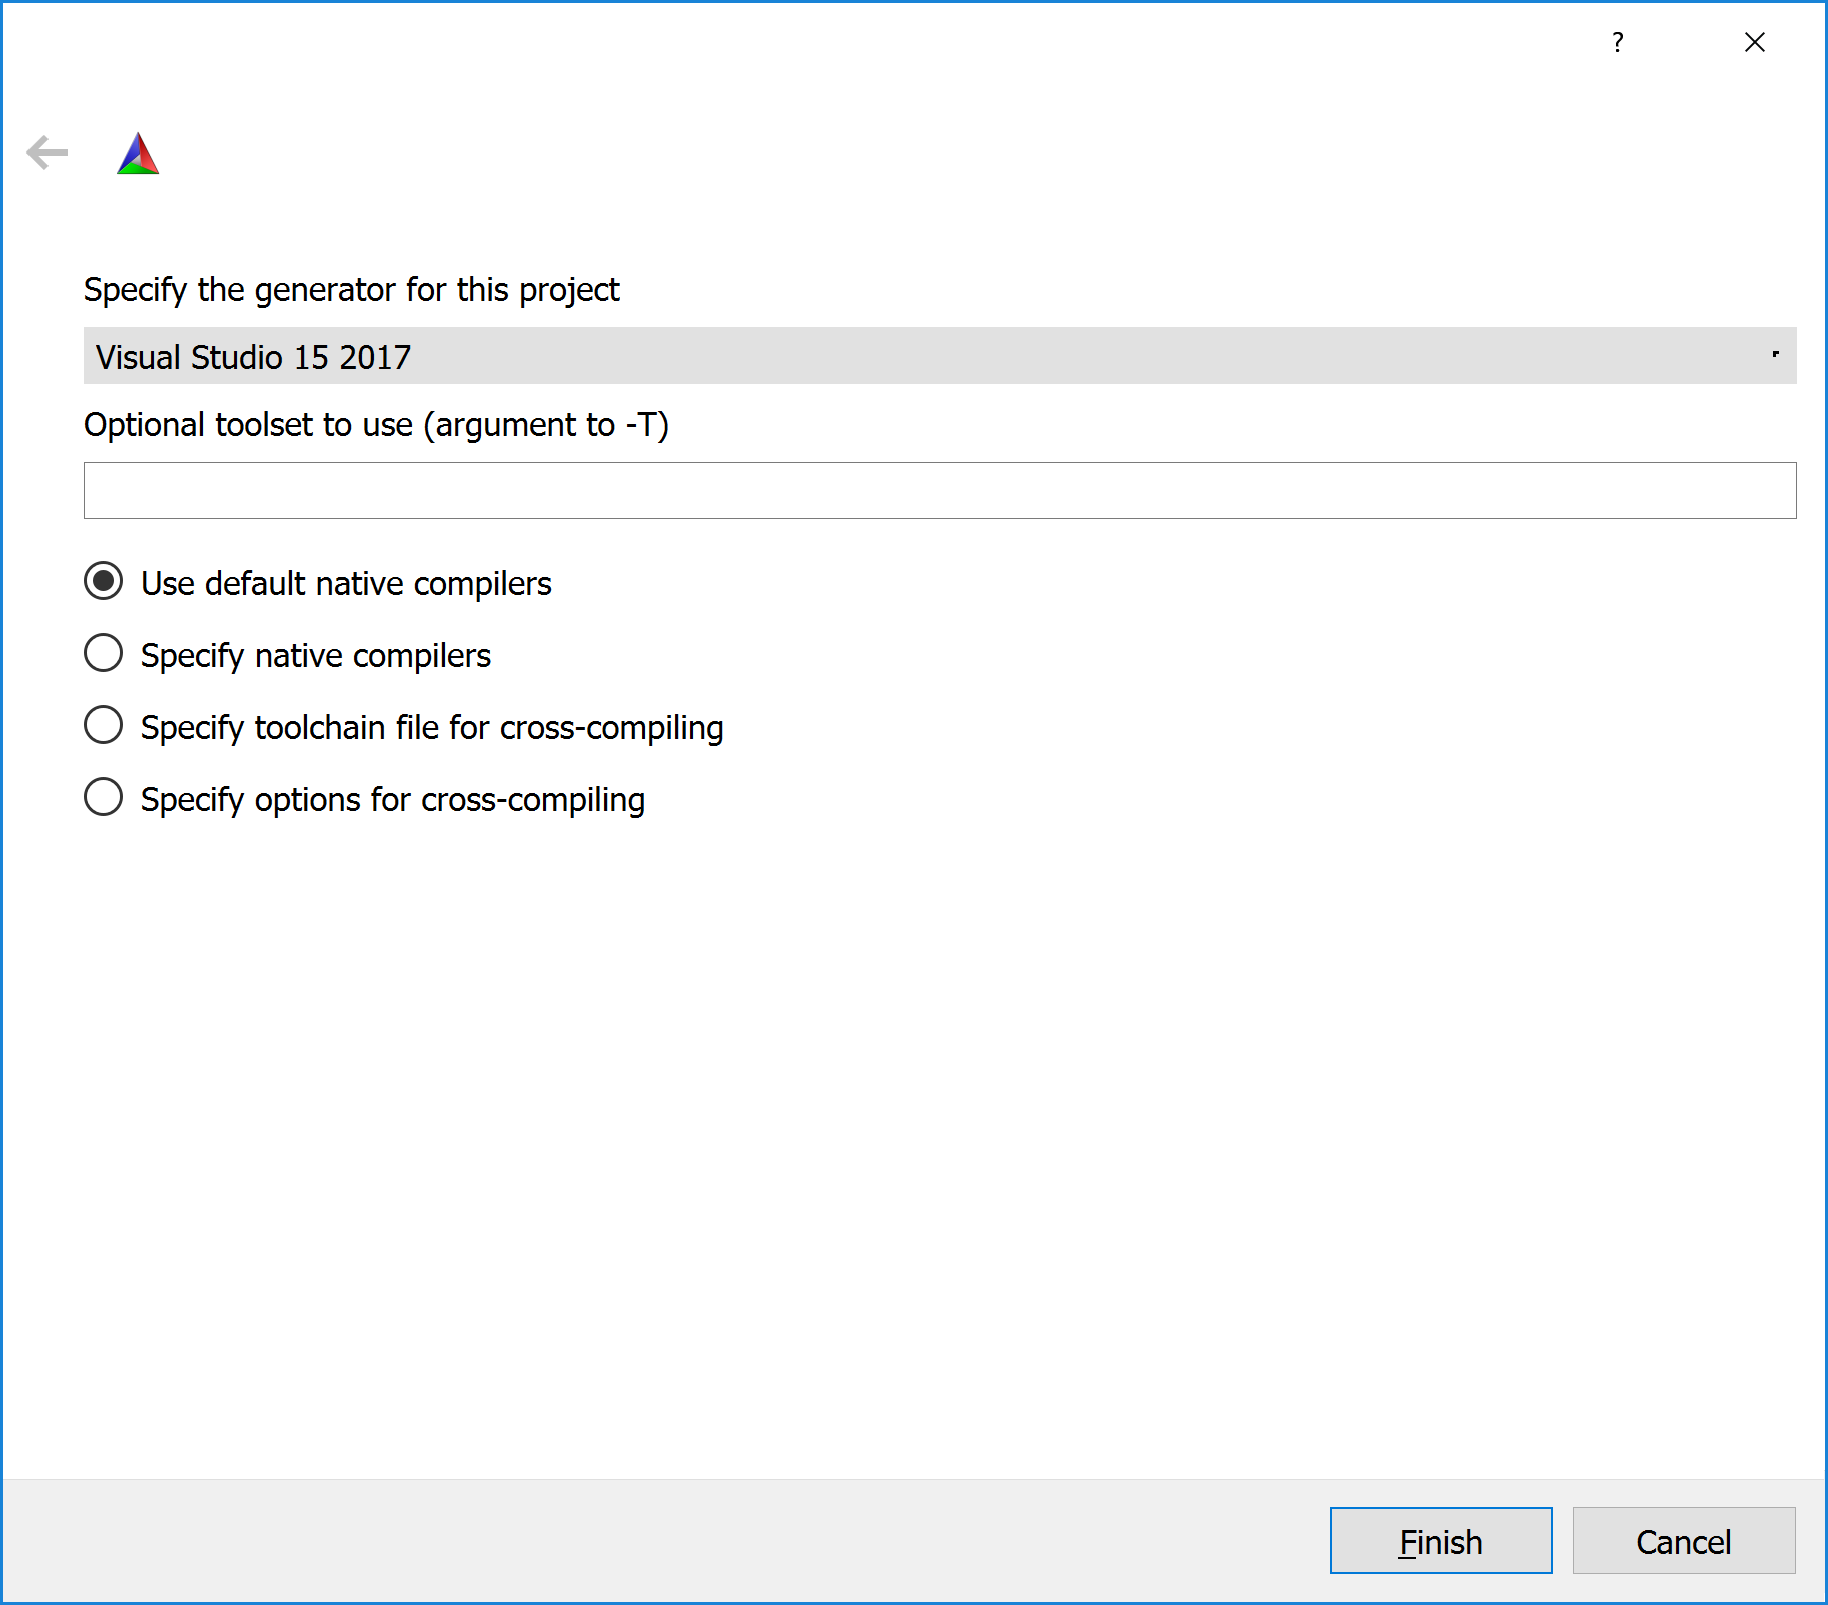 ?
Specify the generator for this project
Visual Studio 15 2017
Optional toolset to use (argument to -T)
Use default native compilers
Specify native compilers
Specify toolchain file for cross-compiling
Specify options for cross-compiling
Finish
Cancel